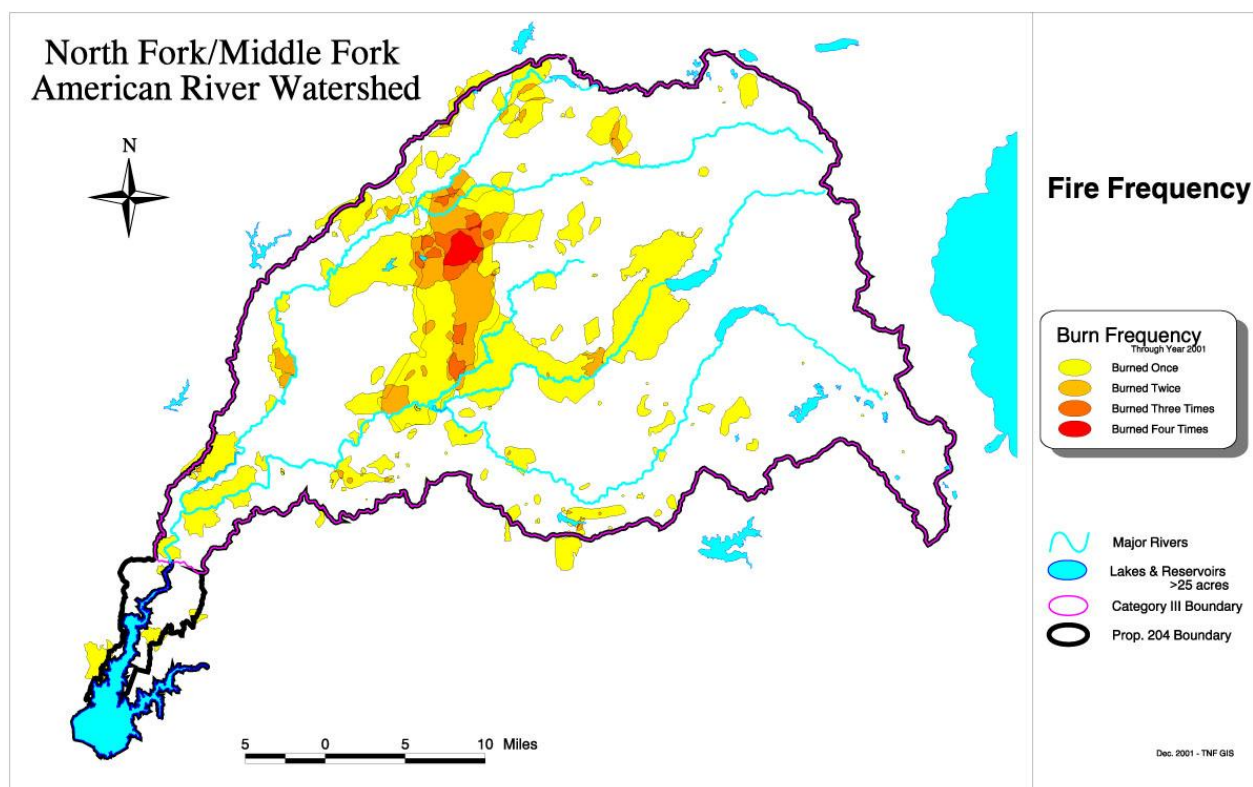 North Fork/Middle Fork
American River Watershed
N
Fire Frequency
Burn Frequency
Through Year 2001
Burned Once
Burned Twice
Burned Three Times
Burned Four Times
Major Rivers
Lakes & Reservoirs
>25 acres
Category III Boundary
Prop. 204 Boundary
5 0 5 10 Miles
Dec. 2001 - TNF GIS